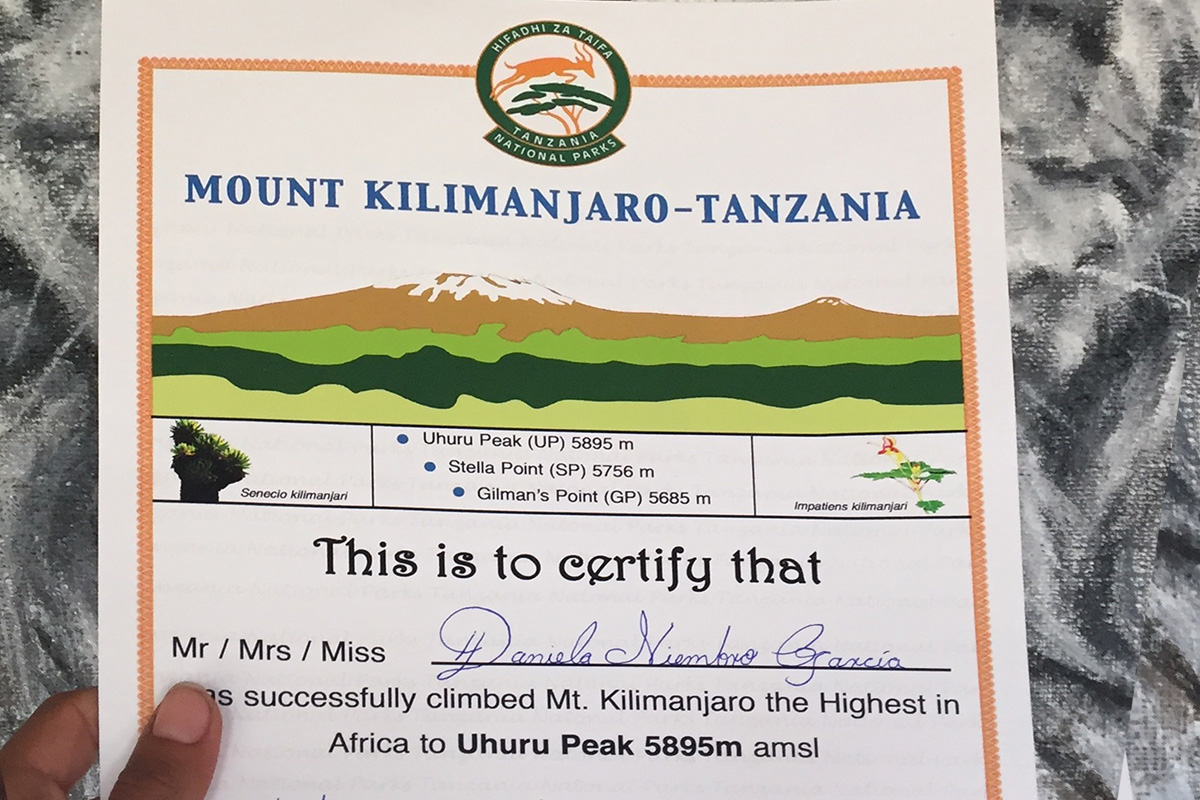 HIFADHI ZA TAIFA
TANZANIA
NATIONAL PARKS
MOUNT KILIMANJARO-TANZANIA
Uhuru Peak (UP) 5895 m
Stella Point (SP) 5756 m
Gilman's Point (GP) 5685 m
Senecio kilimanjari
Impatiens kilimanjari
This is to certify that
Mr / Mrs / Miss Daniela Niembro García
as successfully climbed Mt. Kilimanjaro the Highest in
Africa to Uhuru Peak 5895m amsl